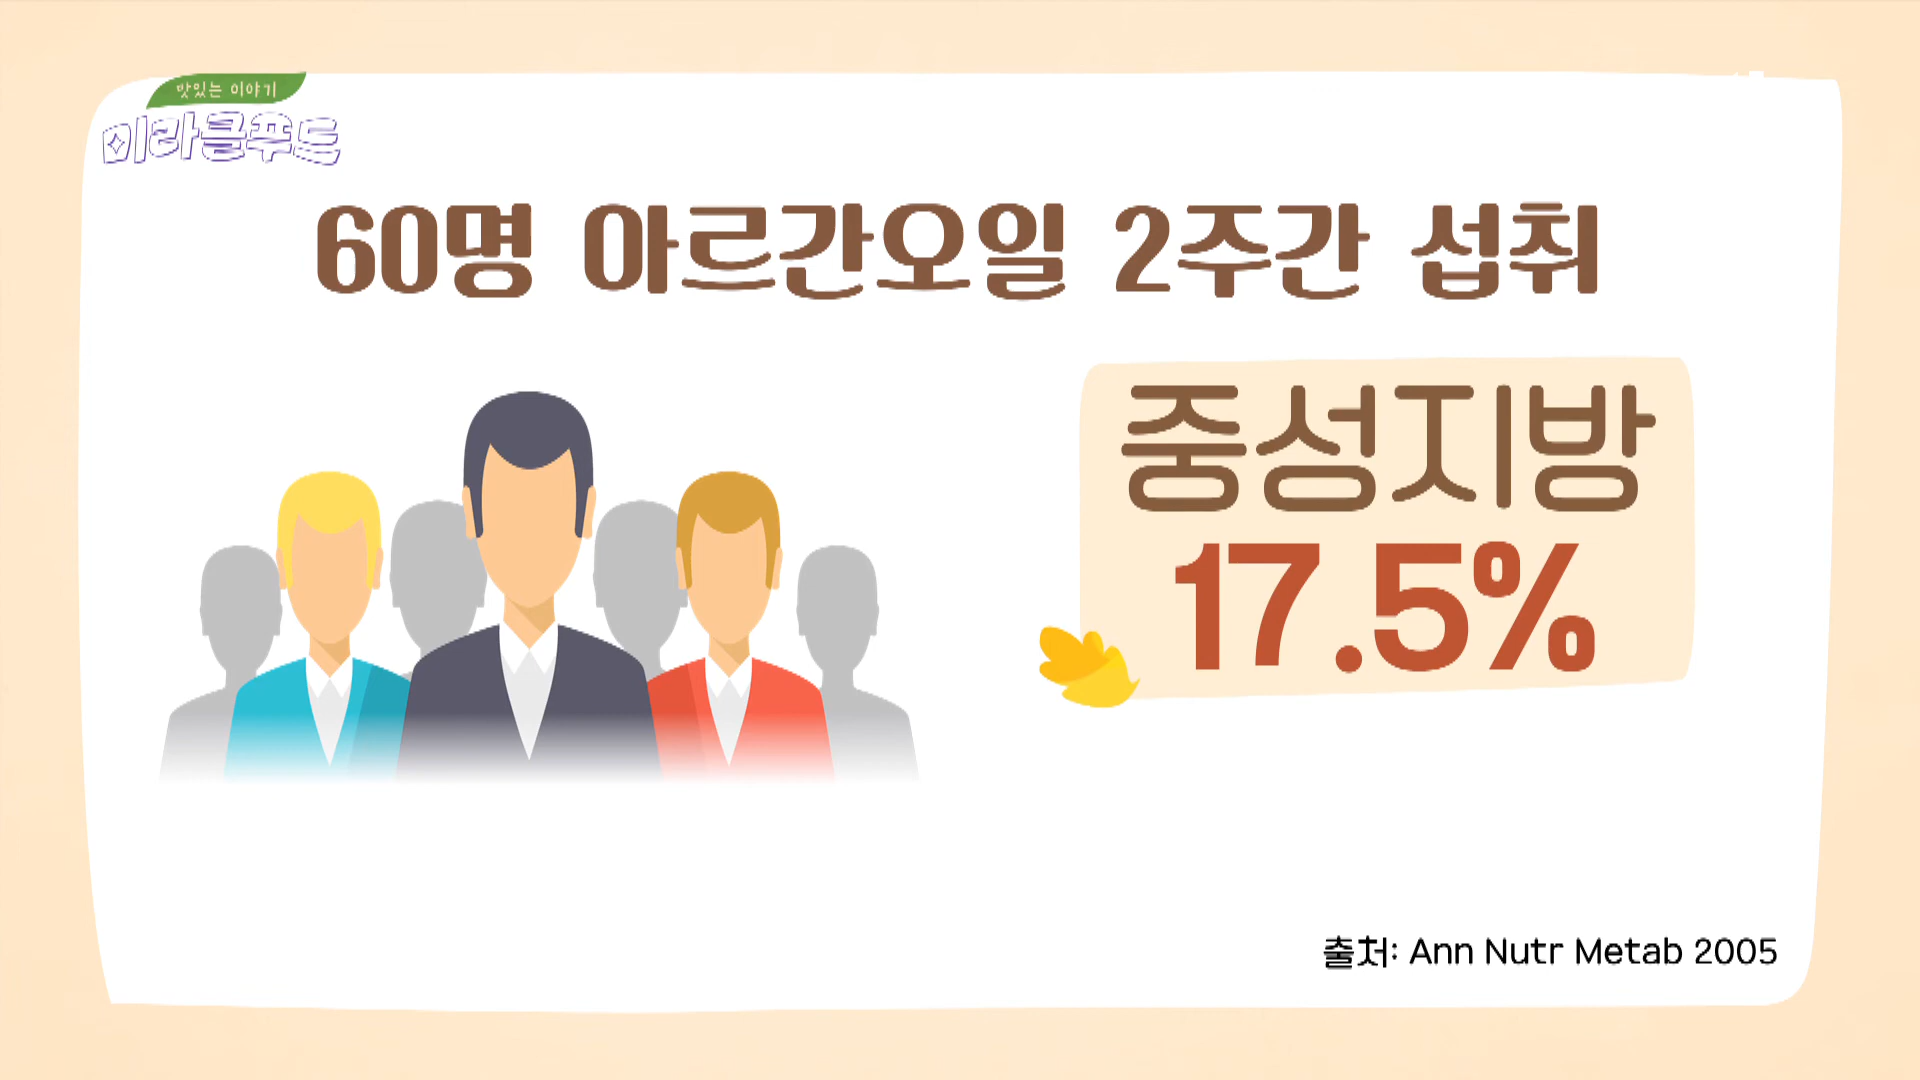 맛있는 이야기
미라클푸드
60명 아르간오일 2주간 섭취
중성지방
17.5%
출처: Ann Nutr Metab 2005